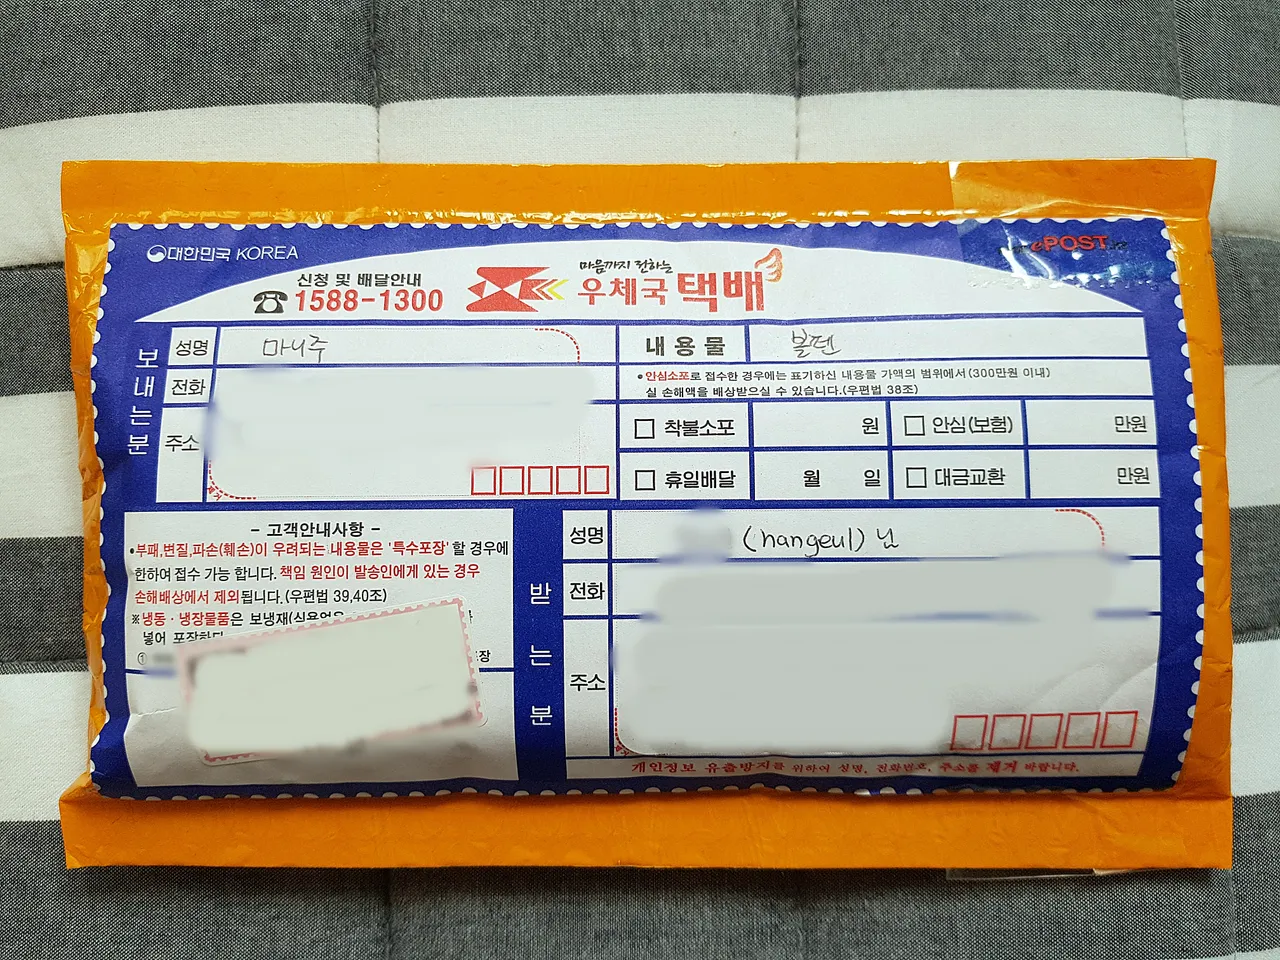 대한민국 KOREA
ePOST
신청 및 배달안내
1588-1300
마음까지 전하는
우체국 택배
보내는분
성명 마니주
전화
주소
내용물 볼펜
• 안심소포로 접수한 경우에는 표기하신 내용물 가액의 범위에서(300만원 이내)
실 손해액을 배상받으실 수 있습니다.(우편법 38조)
착불소포 원 안심(보험) 만원
휴일배달 월 일 대금교환 만원
- 고객안내사항 -
•부패,변질,파손(훼손)이 우려되는 내용물은 '특수포장' 할 경우에
한하여 접수 가능 합니다. 책임 원인이 발송인에게 있는 경우
손해배상에서 제외됩니다.(우편법 39,40조)
※냉동·냉장물품은 보냉재(식용얼음
넣어 포장하
① 장
받는분
성명 (hangeul) 님
전화
주소
개인정보 유출방지를 위하여 성명, 전화번호, 주소를 제거 바랍니다.